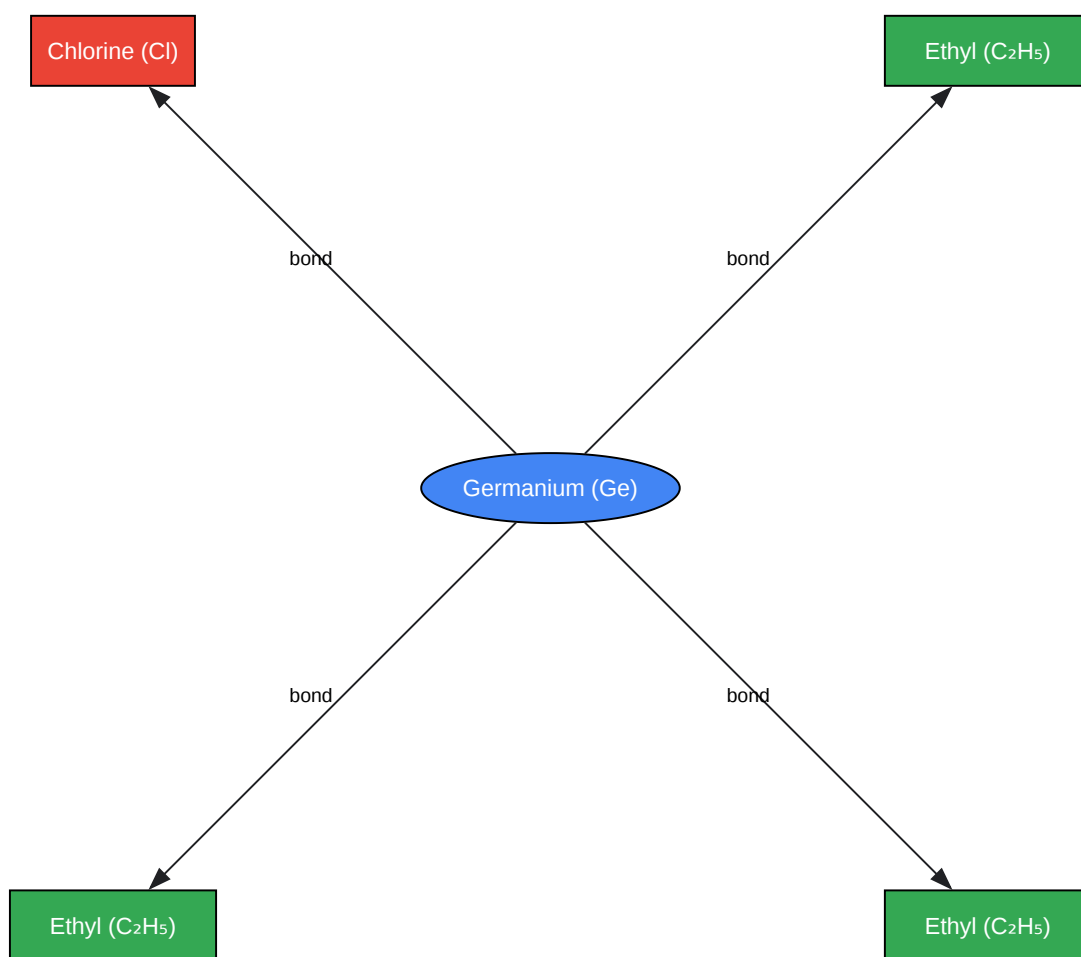 Chlorine (Cl)
Ethyl (C₂H₅)
bond
bond
Germanium (Ge)
bond
bond
Ethyl (C₂H₅)
Ethyl (C₂H₅)